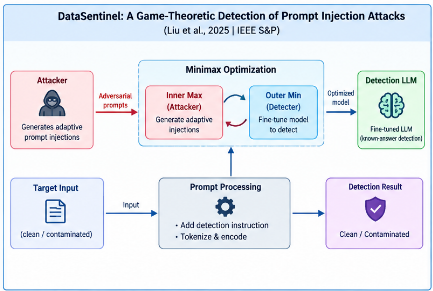 DataSentinel: A Game-Theoretic Detection of Prompt Injection Attacks
(Liu et al., 2025 | IEEE S&P)
Attacker
Generates adaptive
prompt injections
Adversarial
prompts
Minimax Optimization
Inner Max
(Attacker)
Generate adaptive
injections
Outer Min
(Detecter)
Fine-tune model
to detect
Optimized
model
Detection LLM
Fine-tuned LLM
(known-answer detection)
Target Input
(clean / contaminated)
Input
Prompt Processing
• Add detection instruction
• Tokenize & encode
Detection Result
Clean / Contaminated